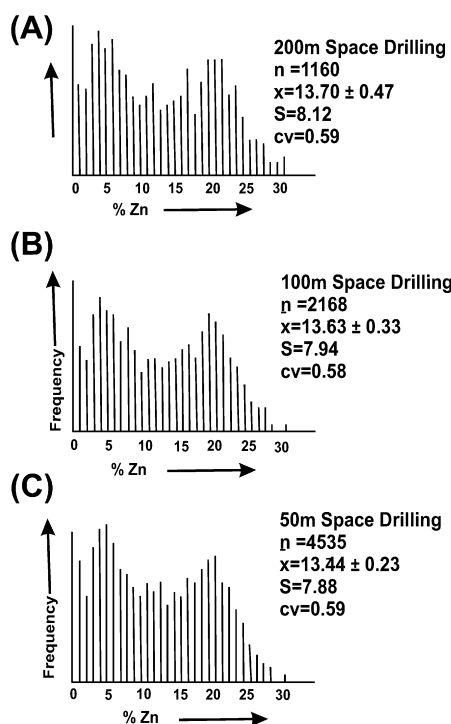 (A)
200m Space Drilling
n =1160
x=13.70 ± 0.47
S=8.12
cv=0.59
0 5 10 15 20 25 30
% Zn
(B)
100m Space Drilling
n =2168
x=13.63 ± 0.33
S=7.94
cv=0.58
Frequency
0 5 10 15 20 25 30
% Zn
(C)
50m Space Drilling
n =4535
x=13.44 ± 0.23
S=7.88
cv=0.59
Frequency
0 5 10 15 20 25 30
% Zn